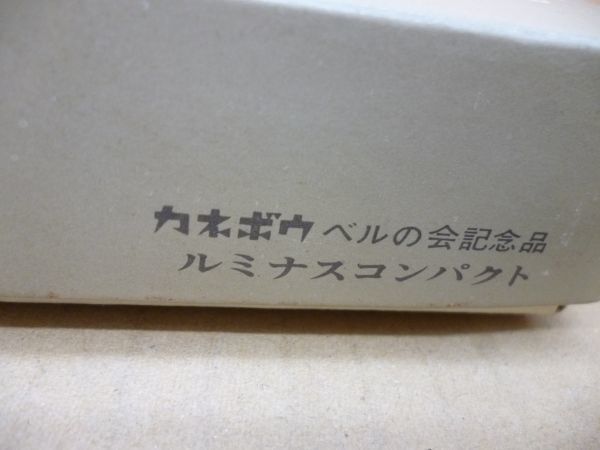 カネボウ ベルの会記念品
ルミナスコンパクト